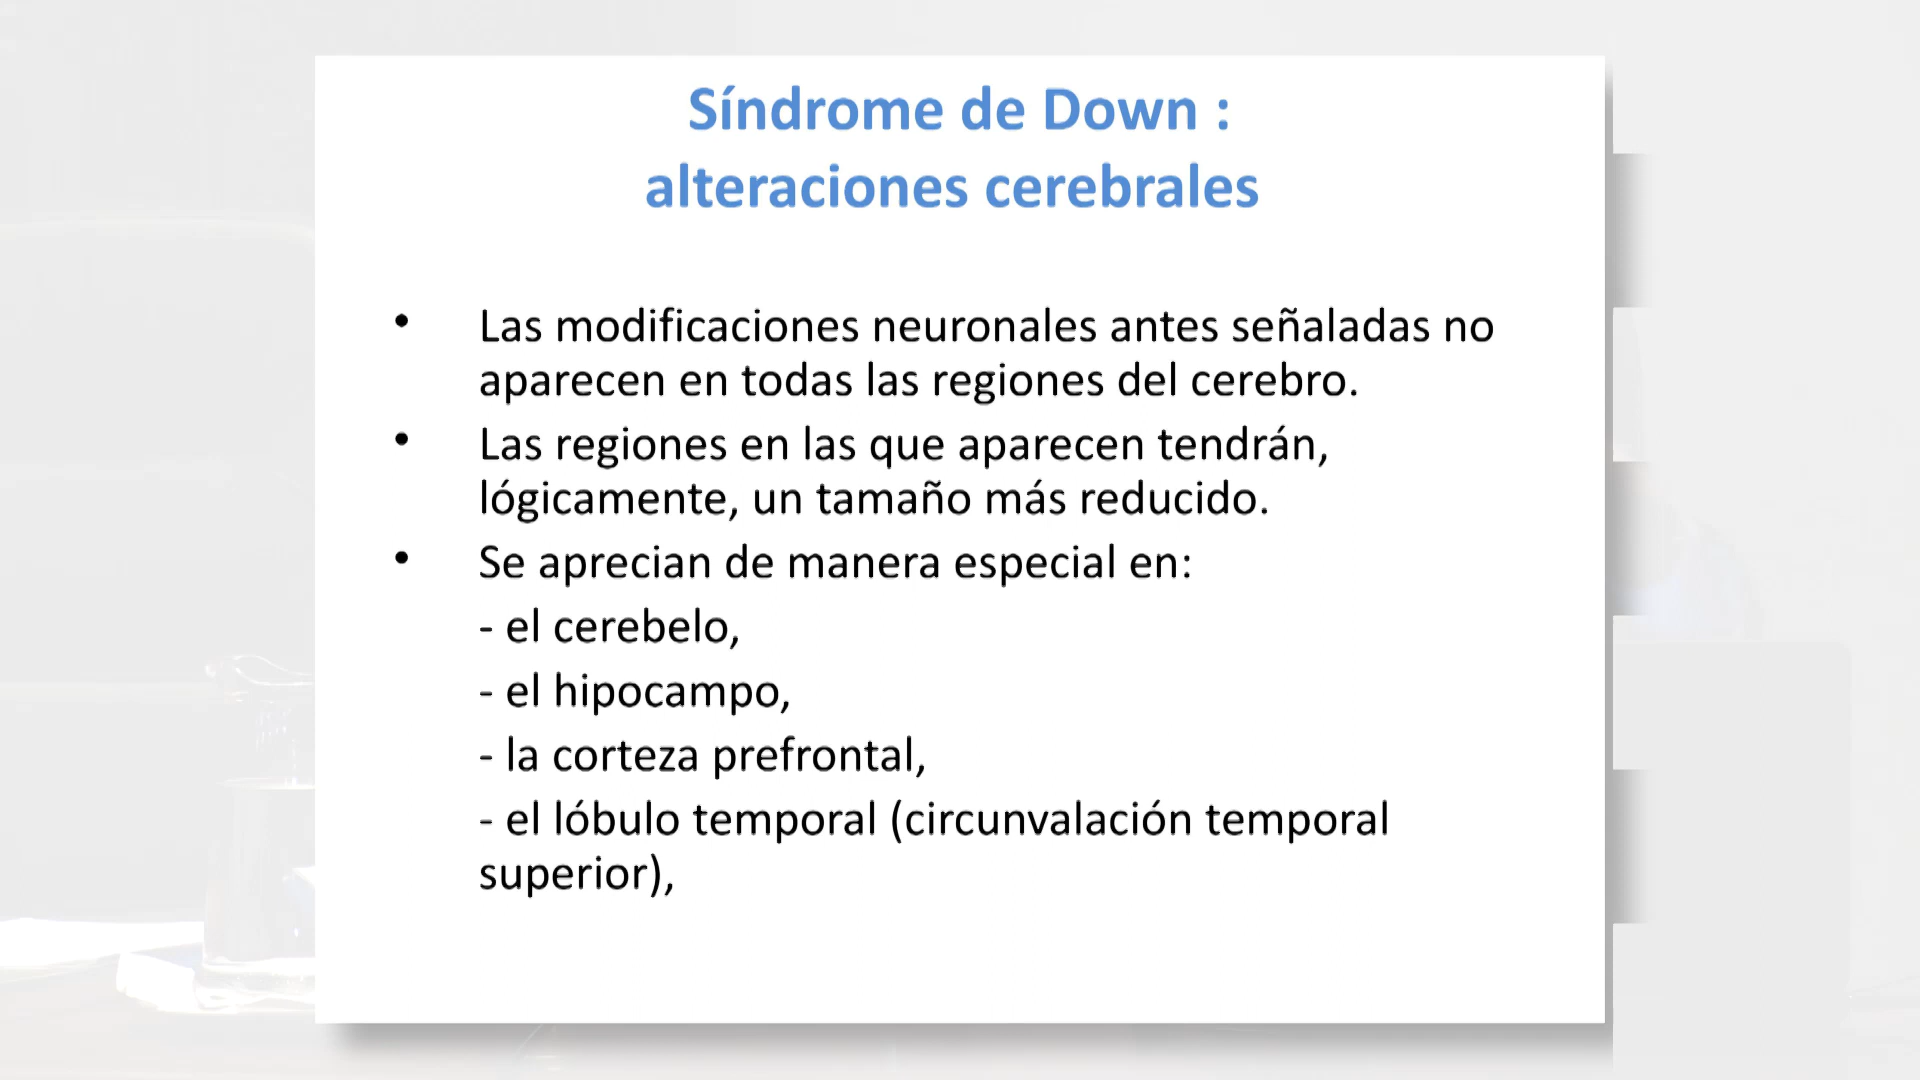 Síndrome de Down :
alteraciones cerebrales
• Las modificaciones neuronales antes señaladas no
aparecen en todas las regiones del cerebro.
• Las regiones en las que aparecen tendrán,
lógicamente, un tamaño más reducido.
• Se aprecian de manera especial en:
- el cerebelo,
- el hipocampo,
- la corteza prefrontal,
- el lóbulo temporal (circunvalación temporal
superior),